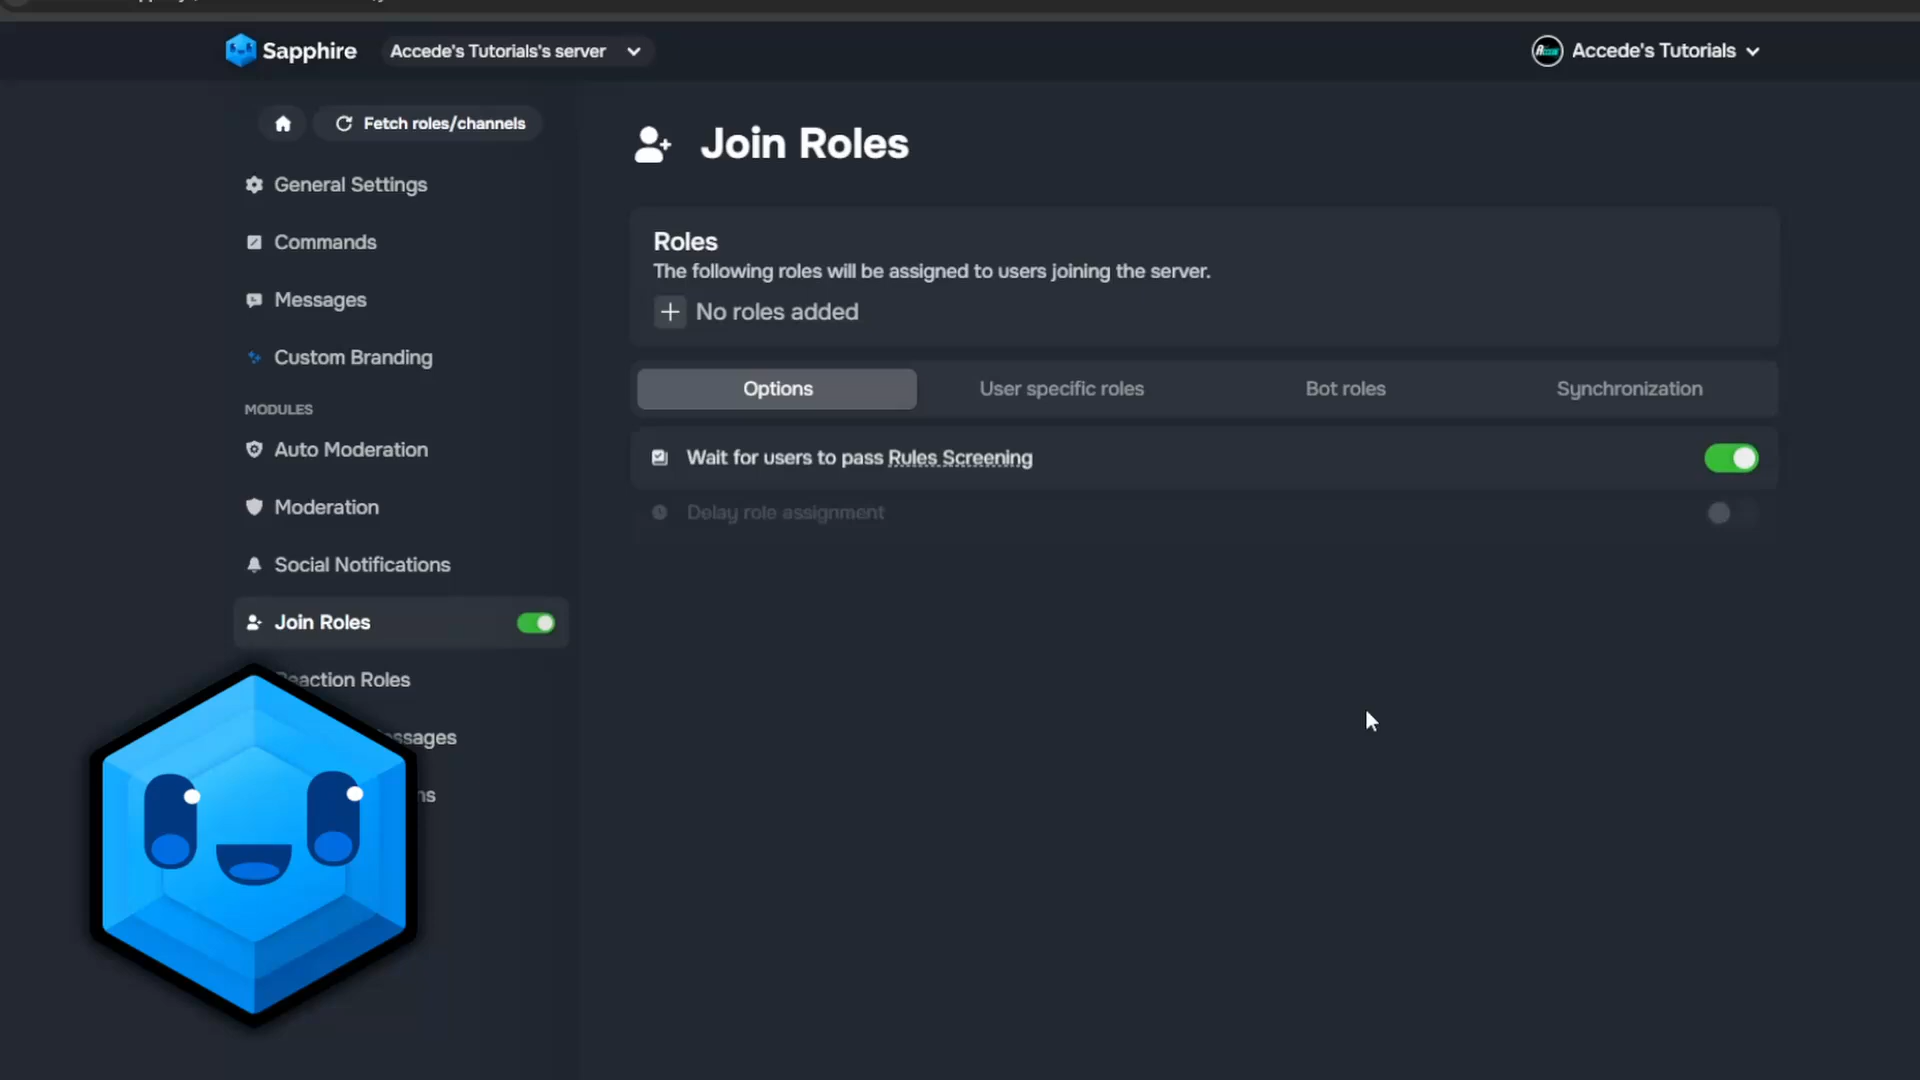 Sapphire
Accede's Tutorials's server
Accede's Tutorials
Fetch roles/channels
General Settings
Commands
Messages
Custom Branding
MODULES
Auto Moderation
Moderation
Social Notifications
Join Roles
Reaction Roles
Join Roles
Roles
The following roles will be assigned to users joining the server.
No roles added
Options
User specific roles
Bot roles
Synchronization
Wait for users to pass Rules Screening
Delay role assignment